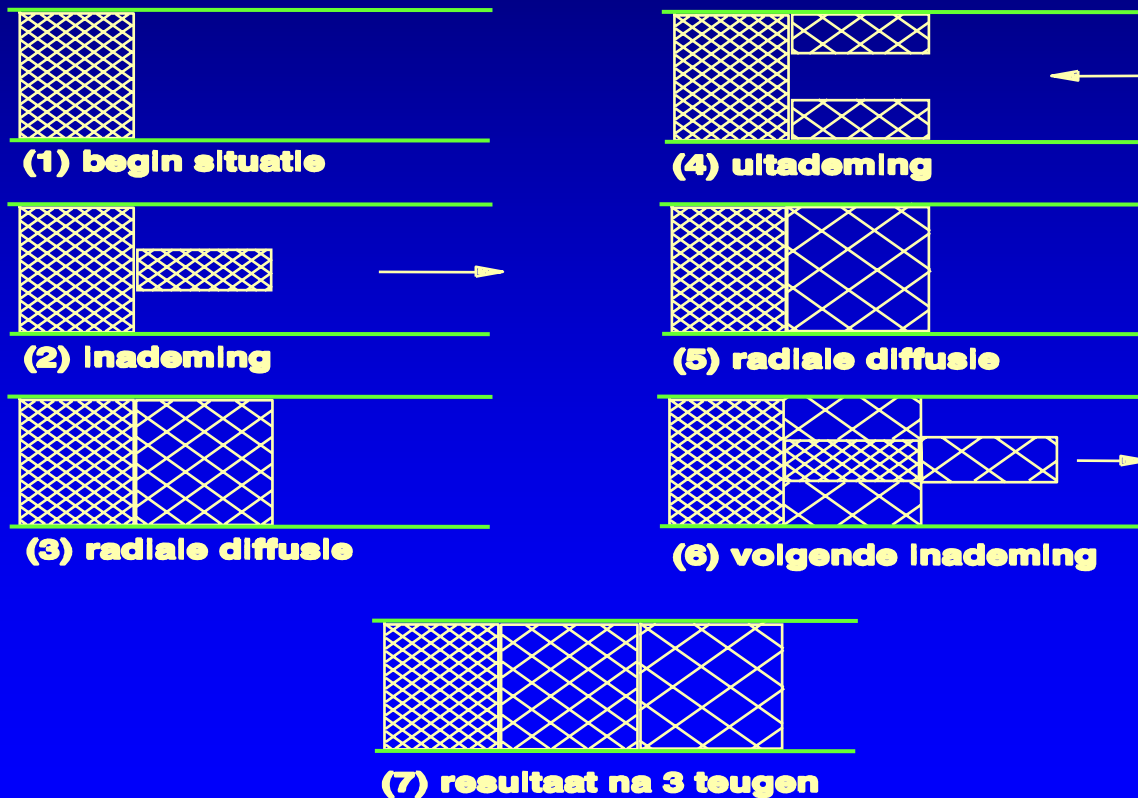 (1) begin situatie
(2) inademing
(3) radiale diffusie
(4) uitademing
(5) radiale diffusie
(6) volgende inademing
(7) resultaat na 3 teugen